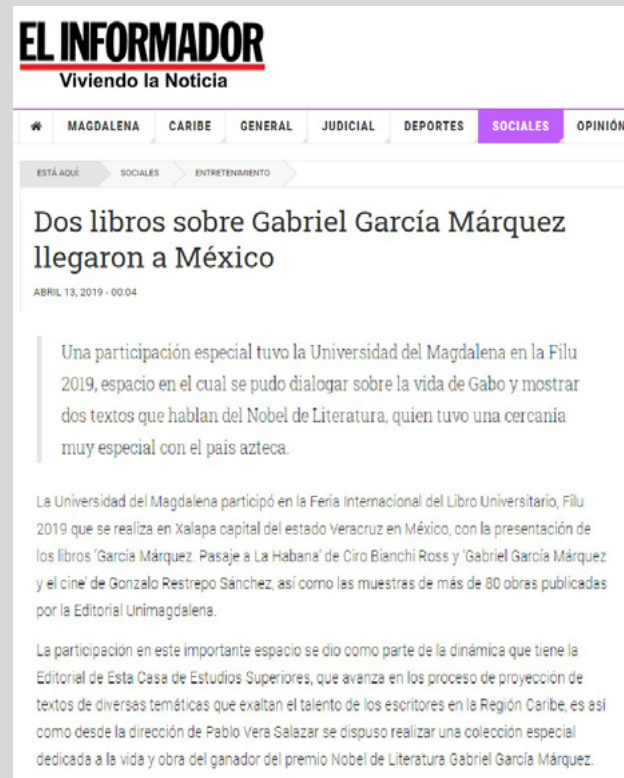 EL INFORMADOR
Viviendo la Noticia
MAGDALENA CARIBE GENERAL JUDICIAL DEPORTES SOCIALES OPINIÓN
ESTÁ AQUÍ: SOCIALES ENTRETENIMIENTO
Dos libros sobre Gabriel García Márquez
llegaron a México
ABRIL 13, 2019 - 00:04
Una participación especial tuvo la Universidad del Magdalena en la Filu
2019, espacio en el cual se pudo dialogar sobre la vida de Gabo y mostrar
dos textos que hablan del Nobel de Literatura, quien tuvo una cercanía
muy especial con el país azteca.
La Universidad del Magdalena participó en la Feria Internacional del Libro Universitario, Filu
2019 que se realiza en Xalapa capital del estado Veracruz en México, con la presentación de
los libros 'García Márquez. Pasaje a La Habana' de Ciro Bianchi Ross y 'Gabriel García Márquez
y el cine' de Gonzalo Restrepo Sánchez, así como las muestras de más de 80 obras publicadas
por la Editorial Unimagdalena.
La participación en este importante espacio se dio como parte de la dinámica que tiene la
Editorial de Esta Casa de Estudios Superiores, que avanza en los proceso de proyección de
textos de diversas temáticas que exaltan el talento de los escritores en la Región Caribe, es así
como desde la dirección de Pablo Vera Salazar se dispuso realizar una colección especial
dedicada a la vida y obra del ganador del premio Nobel de Literatura Gabriel García Márquez.